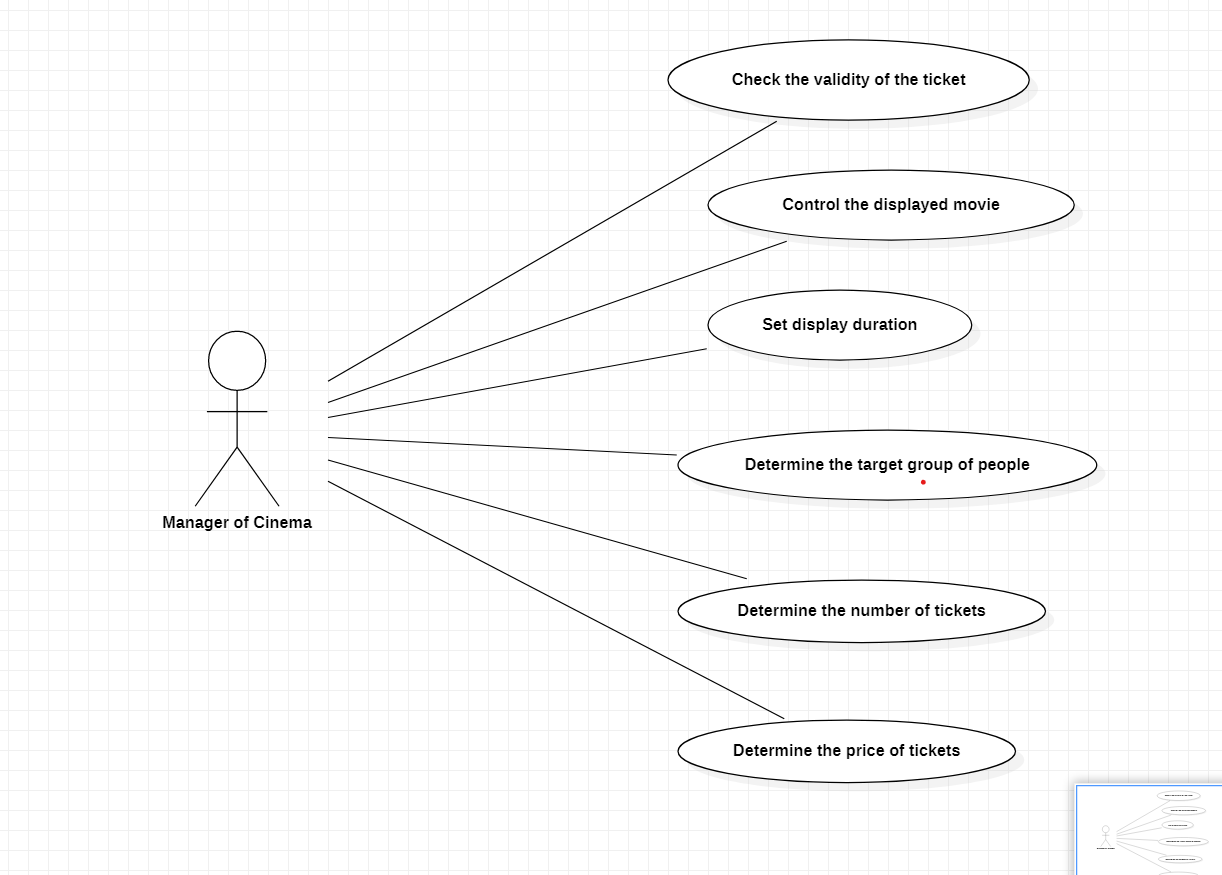 Check the validity of the ticket
Control the displayed movie
Set display duration
Determine the target group of people
Manager of Cinema
Determine the number of tickets
Determine the price of tickets